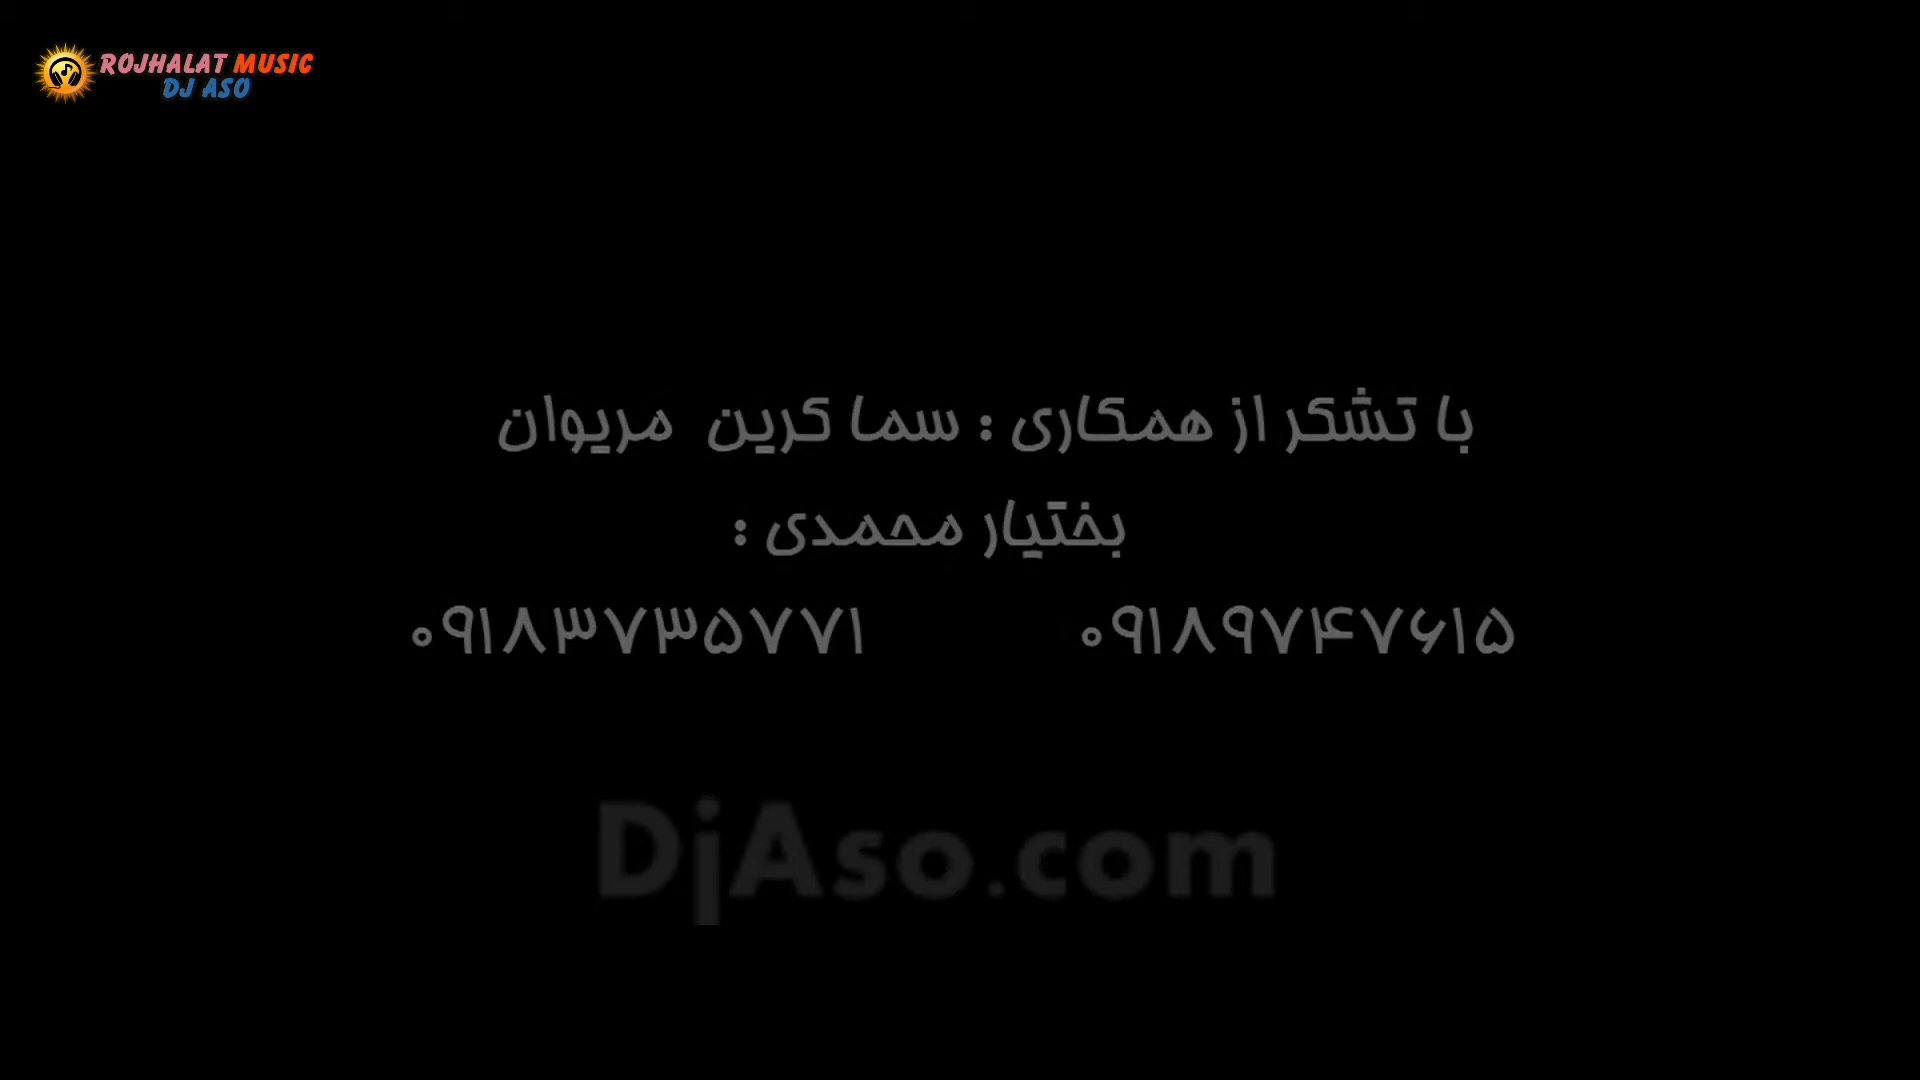 ROJHALAT MUSIC
DJ ASO
با تشکر از همکاری : سما کرین مریوان
بختیار محمدی :
۰۹۱۸۳۷۳۵۷۷۱ ۰۹۱۸۹۷۴۷۶۱۵
DjAso.com